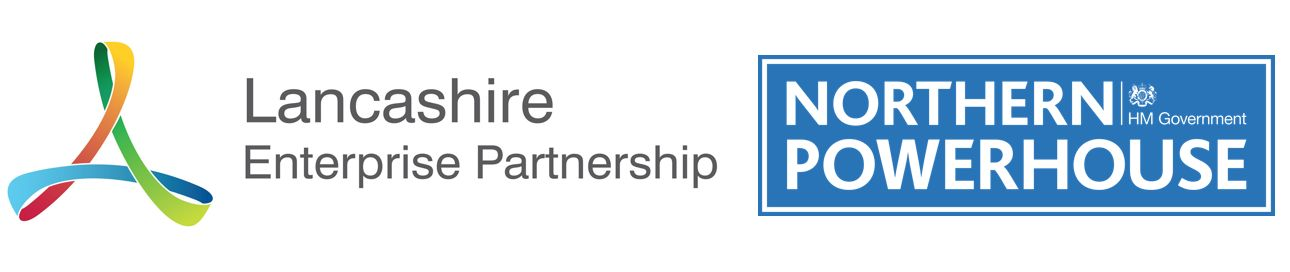 Lancashire
Enterprise Partnership
NORTHERN
HM Government
POWERHOUSE